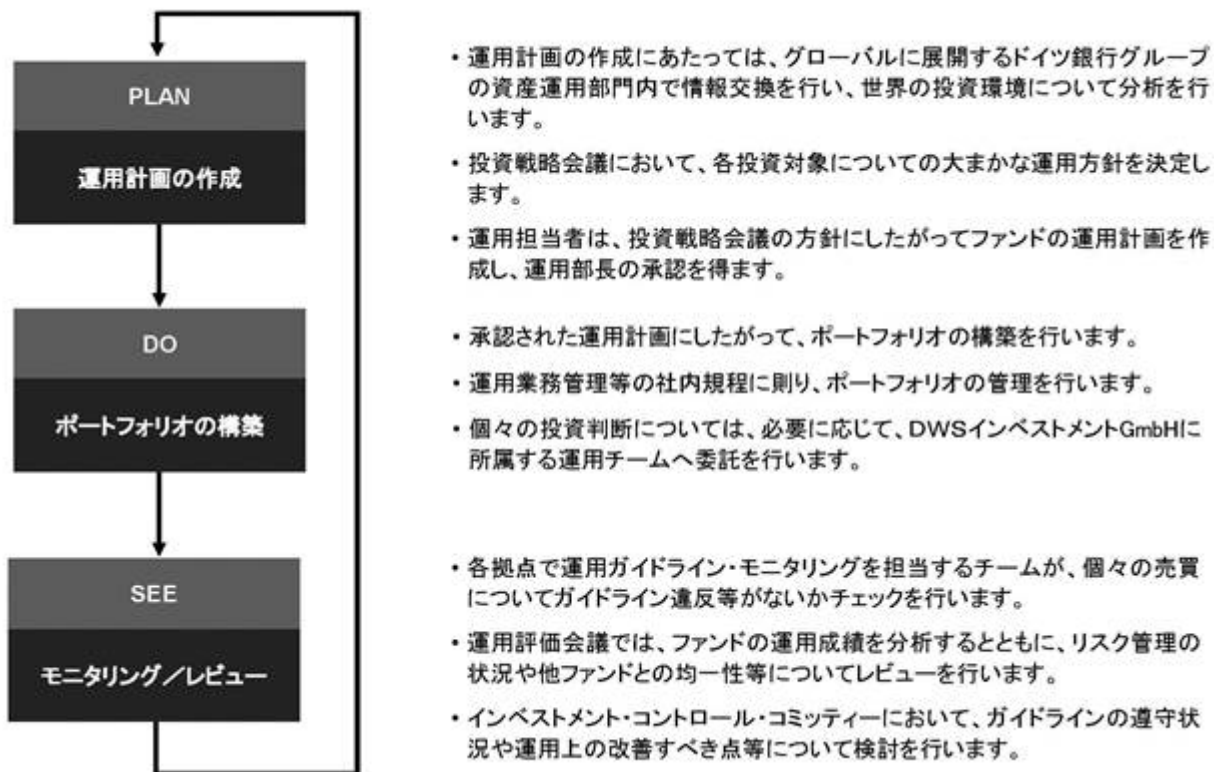 PLAN
運用計画の作成
・運用計画の作成にあたっては、グローバルに展開するドイツ銀行グループ
の資産運用部門内で情報交換を行い、世界の投資環境について分析を行
います。
・投資戦略会議において、各投資対象についての大まかな運用方針を決定し
ます。
・運用担当者は、投資戦略会議の方針にしたがってファンドの運用計画を作
成し、運用部長の承認を得ます。
DO
ポートフォリオの構築
・承認された運用計画にしたがって、ポートフォリオの構築を行います。
・運用業務管理等の社内規程に則り、ポートフォリオの管理を行います。
・個々の投資判断については、必要に応じて、DWSインベストメントGmbHに
所属する運用チームへ委託を行います。
SEE
モニタリング／レビュー
・各拠点で運用ガイドライン・モニタリングを担当するチームが、個々の売買
についてガイドライン違反等がないかチェックを行います。
・運用評価会議では、ファンドの運用成績を分析するとともに、リスク管理の
状況や他ファンドとの均一性等についてレビューを行います。
・インベストメント・コントロール・コミッティーにおいて、ガイドラインの遵守状
況や運用上の改善すべき点等について検討を行います。